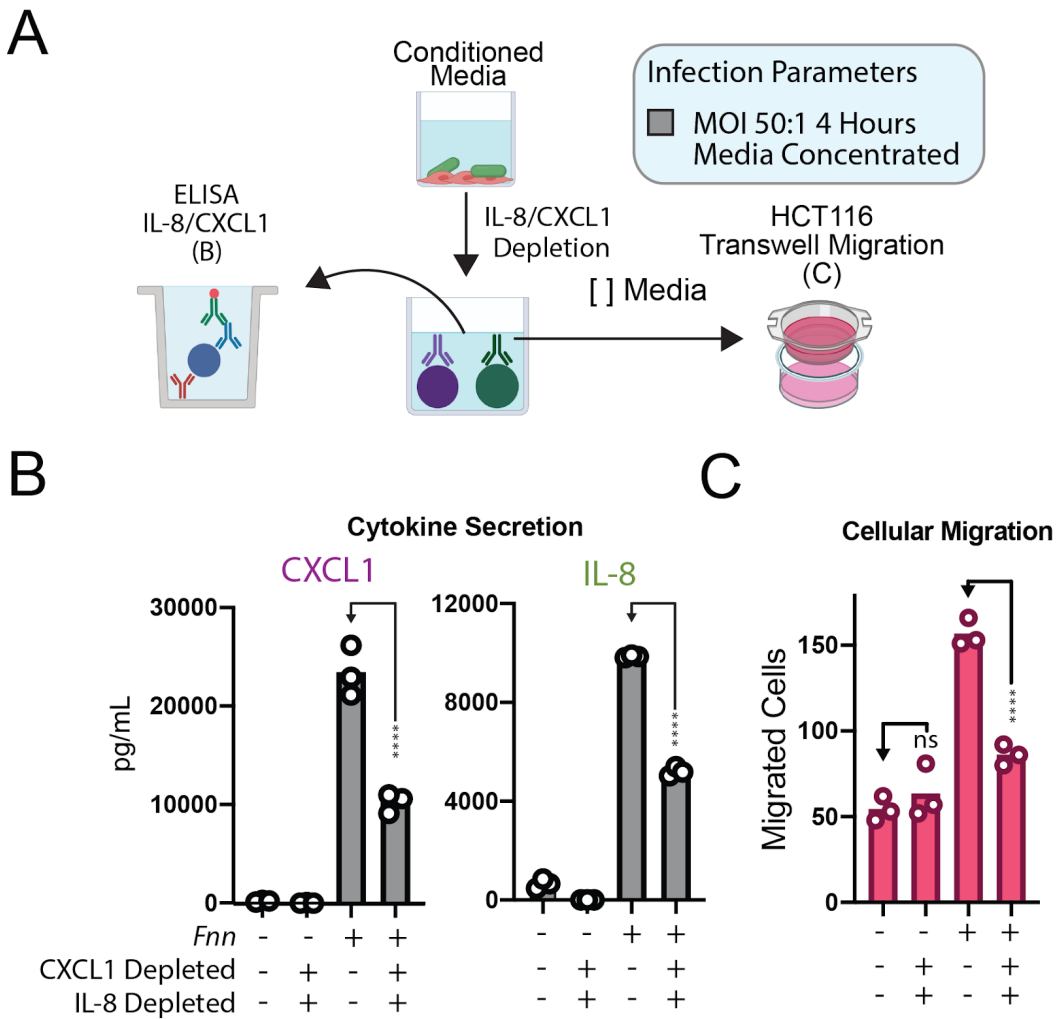 A
Conditioned
Media
Infection Parameters
MOI 50:1 4 Hours
Media Concentrated
ELISA
IL-8/CXCL1
(B)
IL-8/CXCL1
Depletion
HCT116
Transwell Migration
(C)
[ ] Media
B
C
Cytokine Secretion
Cellular Migration
CXCL1
IL-8
pg/mL
30000
20000
10000
0
****
12000
8000
4000
0
****
Migrated Cells
150
100
50
0
ns
****
Fnn - - + + - - + + - - + +
CXCL1 Depleted - + - + - + - + - + - +
IL-8 Depleted - + - + - + - + - + - +